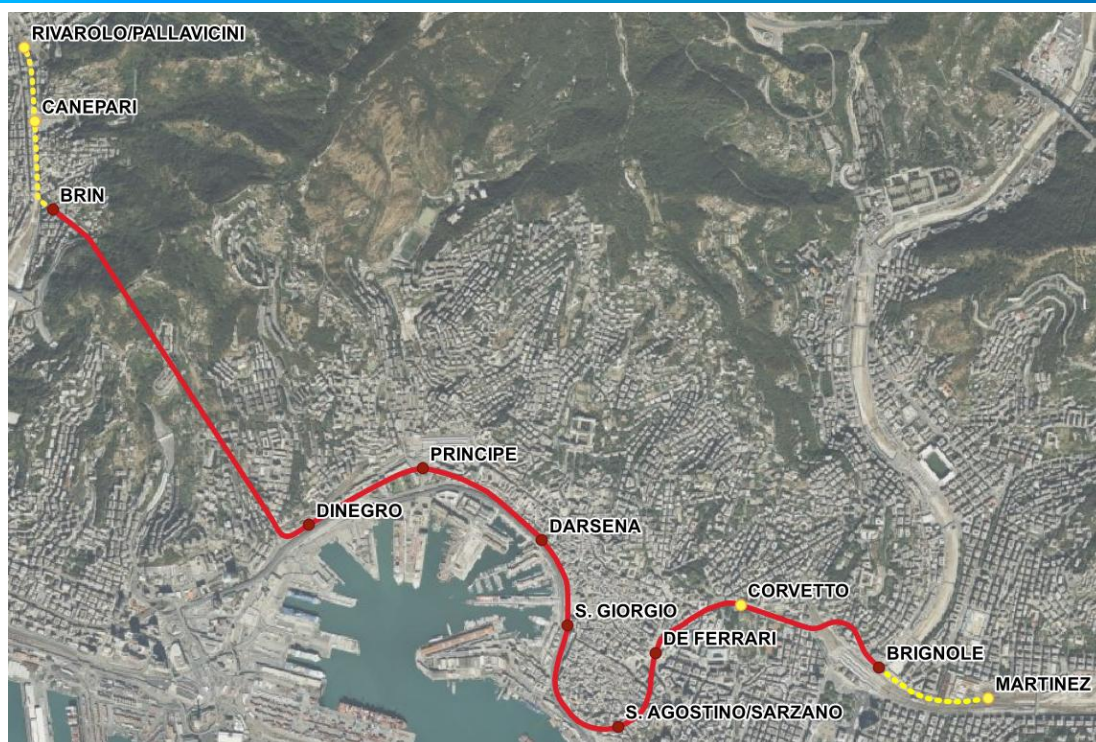 RIVAROLO/PALLAVICINI
CANEPARI
BRIN
PRINCIPE
DINEGRO
DARSENA
CORVETTO
S. GIORGIO
DE FERRARI
BRIGNOLE
MARTINEZ
S. AGOSTINO/SARZANO